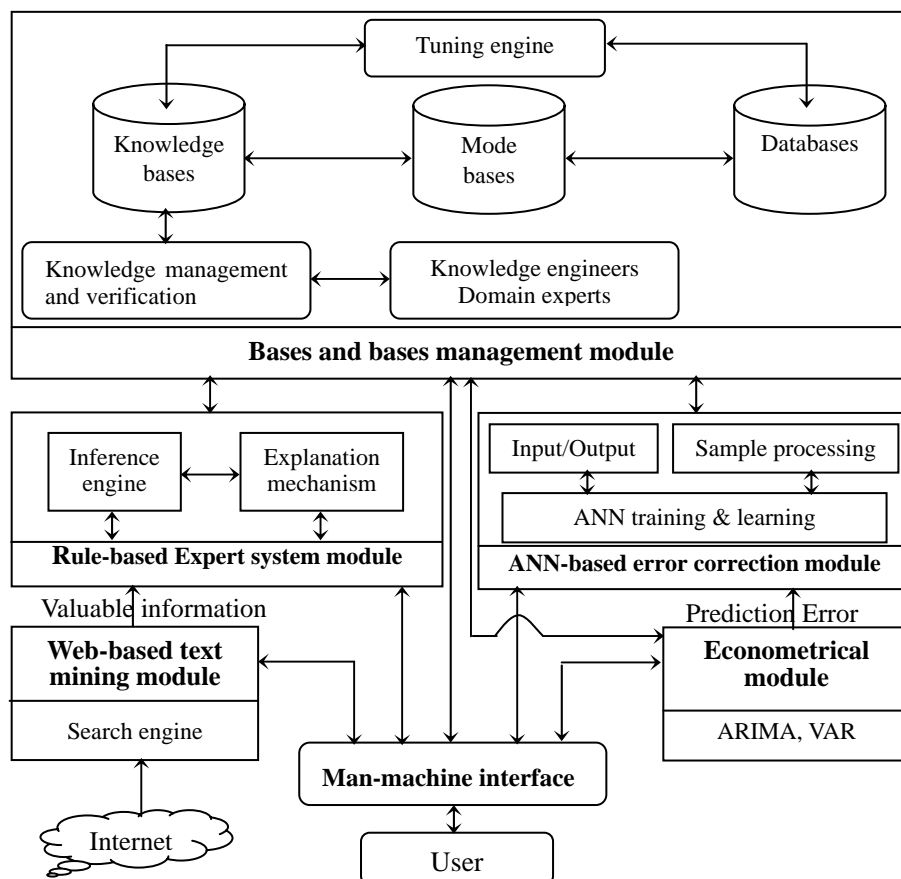 Tuning engine
Knowledge
bases
Mode
bases
Databases
Knowledge management
and verification
Knowledge engineers
Domain experts
Bases and bases management module
Inference
engine
Explanation
mechanism
Rule-based Expert system module
Input/Output
Sample processing
ANN training & learning
ANN-based error correction module
Valuable information
Prediction Error
Web-based text
mining module
Search engine
Econometrical
module
ARIMA, VAR
Man-machine interface
Internet
User